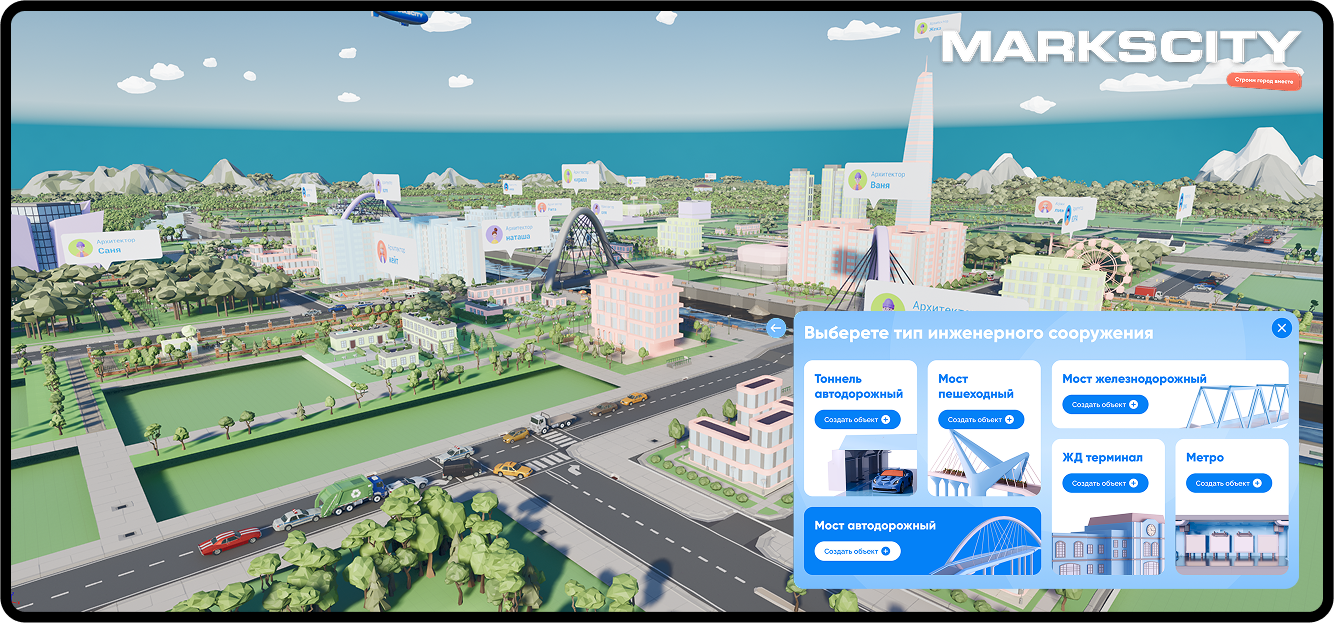 MARKSCITY
Строим город вместе
Архитектор
Ваня
Архитектор
Саня
Архитектор
наташа
Архитектор
кейт
Выберете тип инженерного сооружения
Тоннель
автодорожный
Создать объект
Мост
пешеходный
Создать объект
Мост железнодорожный
Создать объект
ЖД терминал
Создать объект
Метро
Создать объект
Мост автодорожный
Создать объект